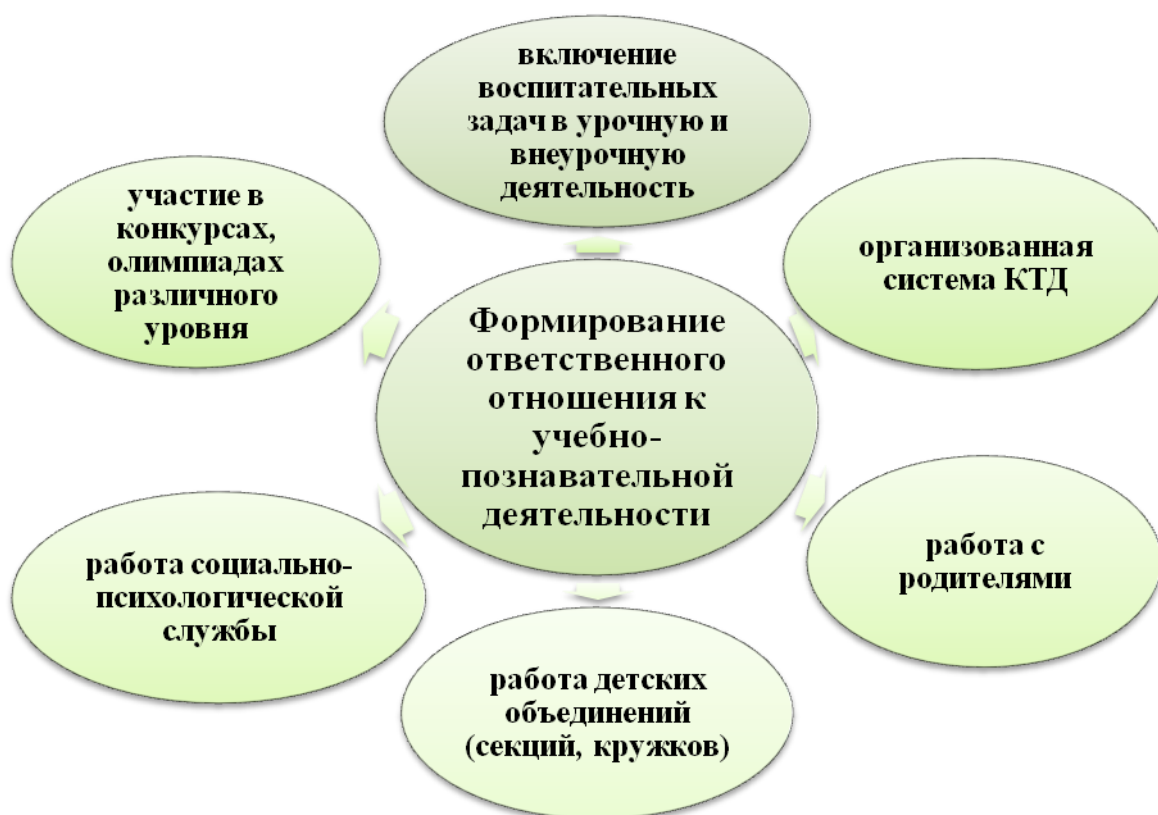 включение
воспитательных
задач в урочную и
внеурочную
деятельность
участие в
конкурсах,
олимпиадах
различного
уровня
организованная
система КТД
Формирование
ответственного
отношения к
учебно-
познавательной
деятельности
работа социально-
психологической
службы
работа с
родителями
работа детских
объединений
(секций, кружков)